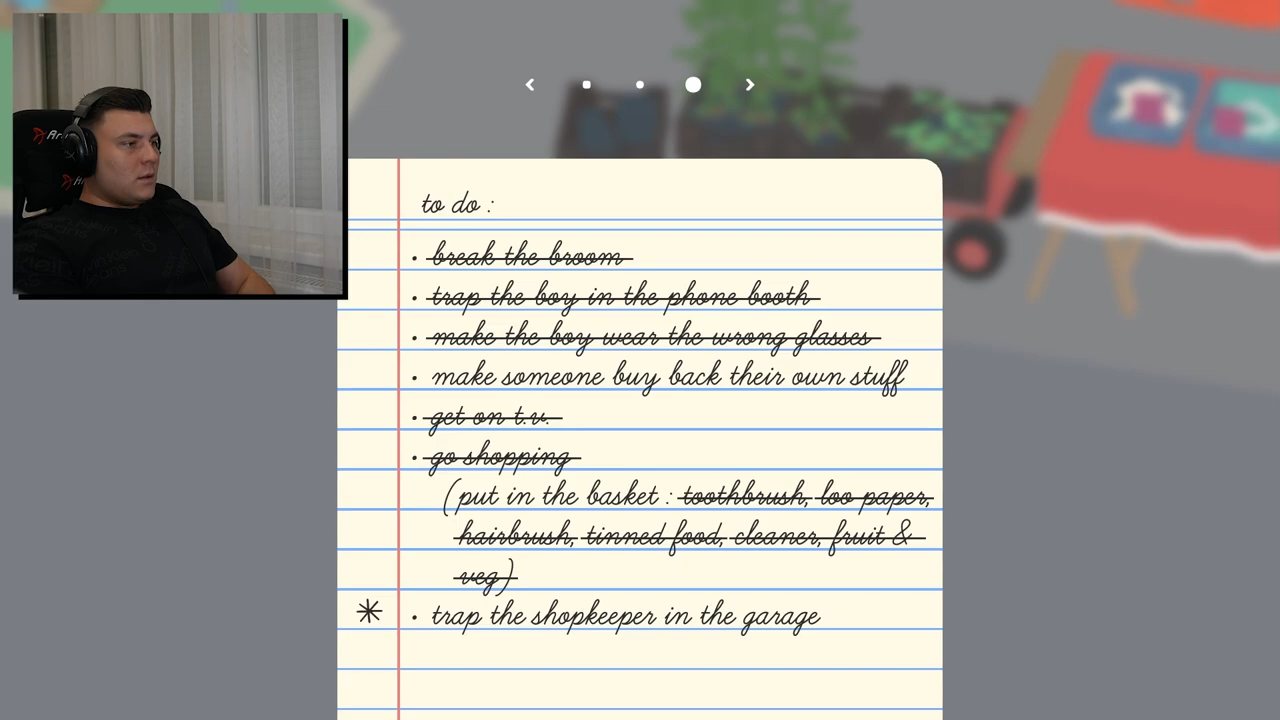 to do :
• break the broom
• trap the boy in the phone booth
• make the boy wear the wrong glasses
• make someone buy back their own stuff
• get on t.v.
• go shopping
(put in the basket : toothbrush, loo paper,
hairbrush, tinned food, cleaner, fruit &
veg)
• trap the shopkeeper in the garage